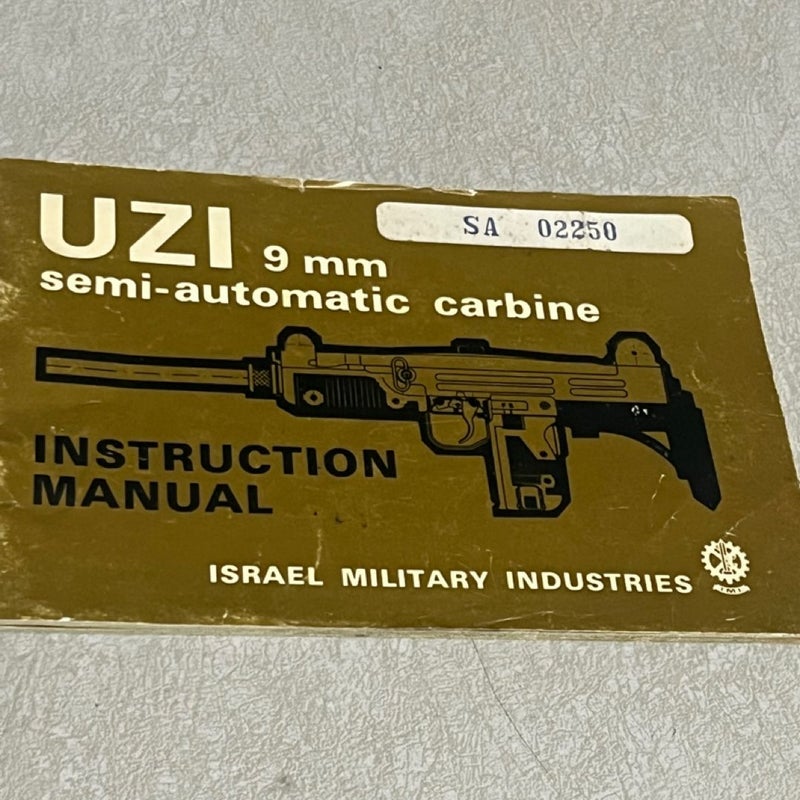 UZI 9 mm
SA 02250
semi-automatic carbine
INSTRUCTION
MANUAL
ISRAEL MILITARY INDUSTRIES
I.M.I